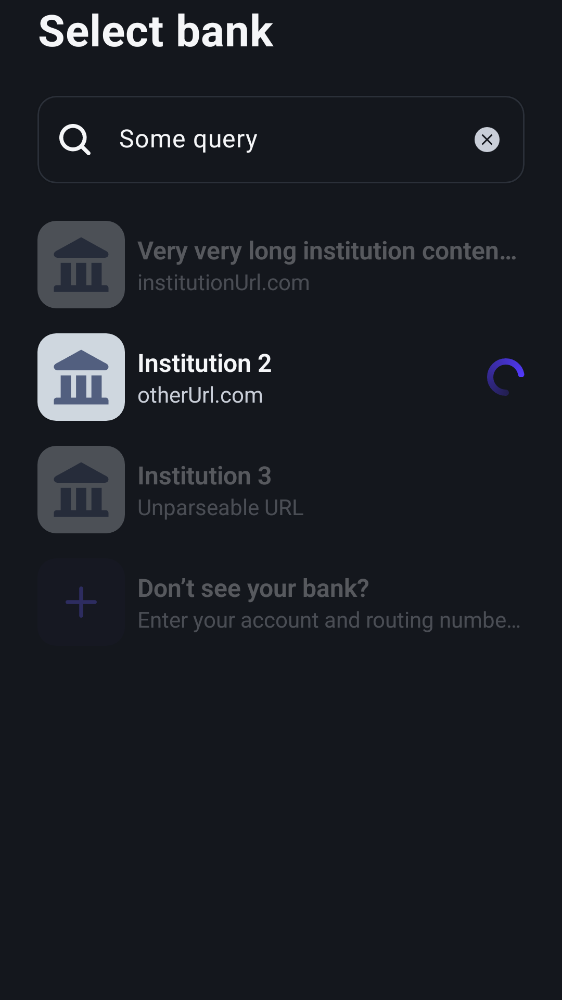 Select bank
Some query
Very very long institution conten…
institutionUrl.com
Institution 2
otherUrl.com
Institution 3
Unparseable URL
Don’t see your bank?
Enter your account and routing numbe…